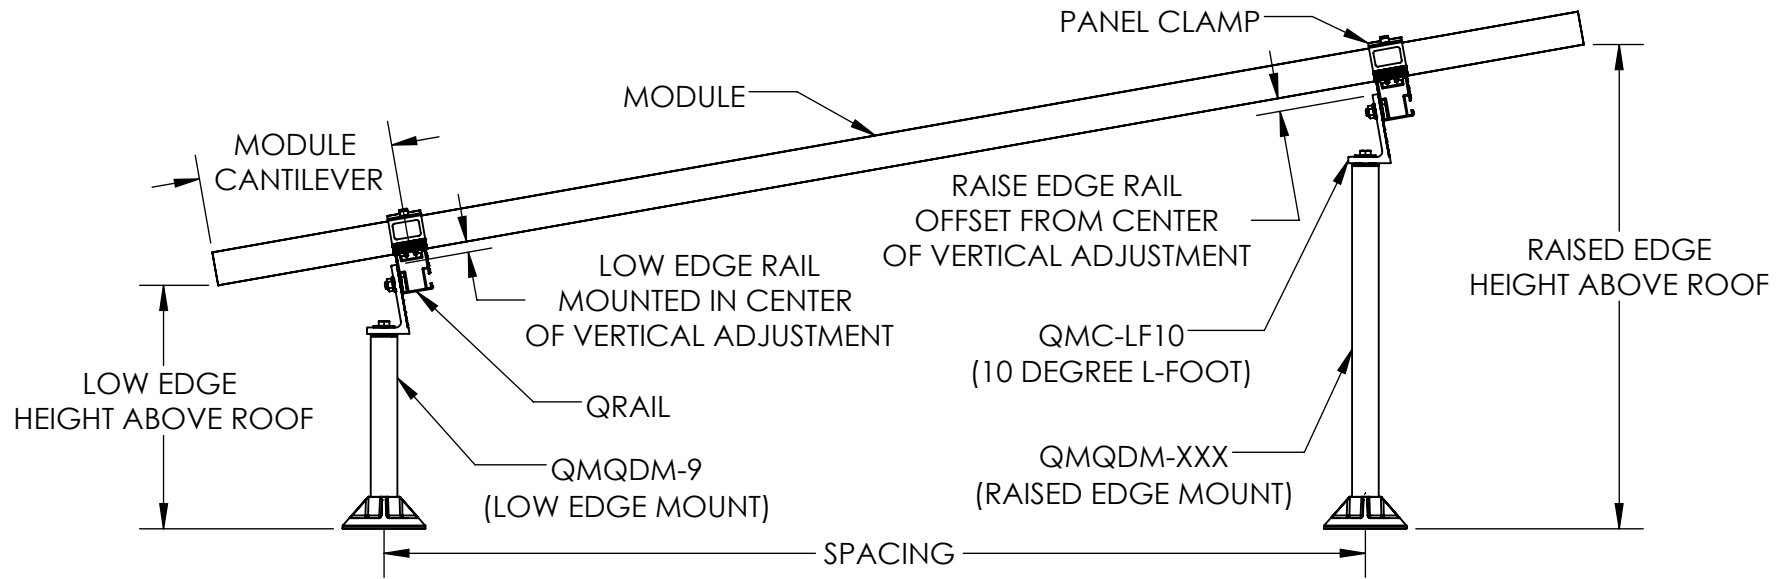 PANEL CLAMP
MODULE
MODULE
CANTILEVER
RAISE EDGE RAIL
OFFSET FROM CENTER
OF VERTICAL ADJUSTMENT
RAISED EDGE
HEIGHT ABOVE ROOF
LOW EDGE RAIL
MOUNTED IN CENTER
OF VERTICAL ADJUSTMENT
QMC-LF10
(10 DEGREE L-FOOT)
LOW EDGE
HEIGHT ABOVE ROOF
QRAIL
QMQDM-9
(LOW EDGE MOUNT)
QMQDM-XXX
(RAISED EDGE MOUNT)
SPACING